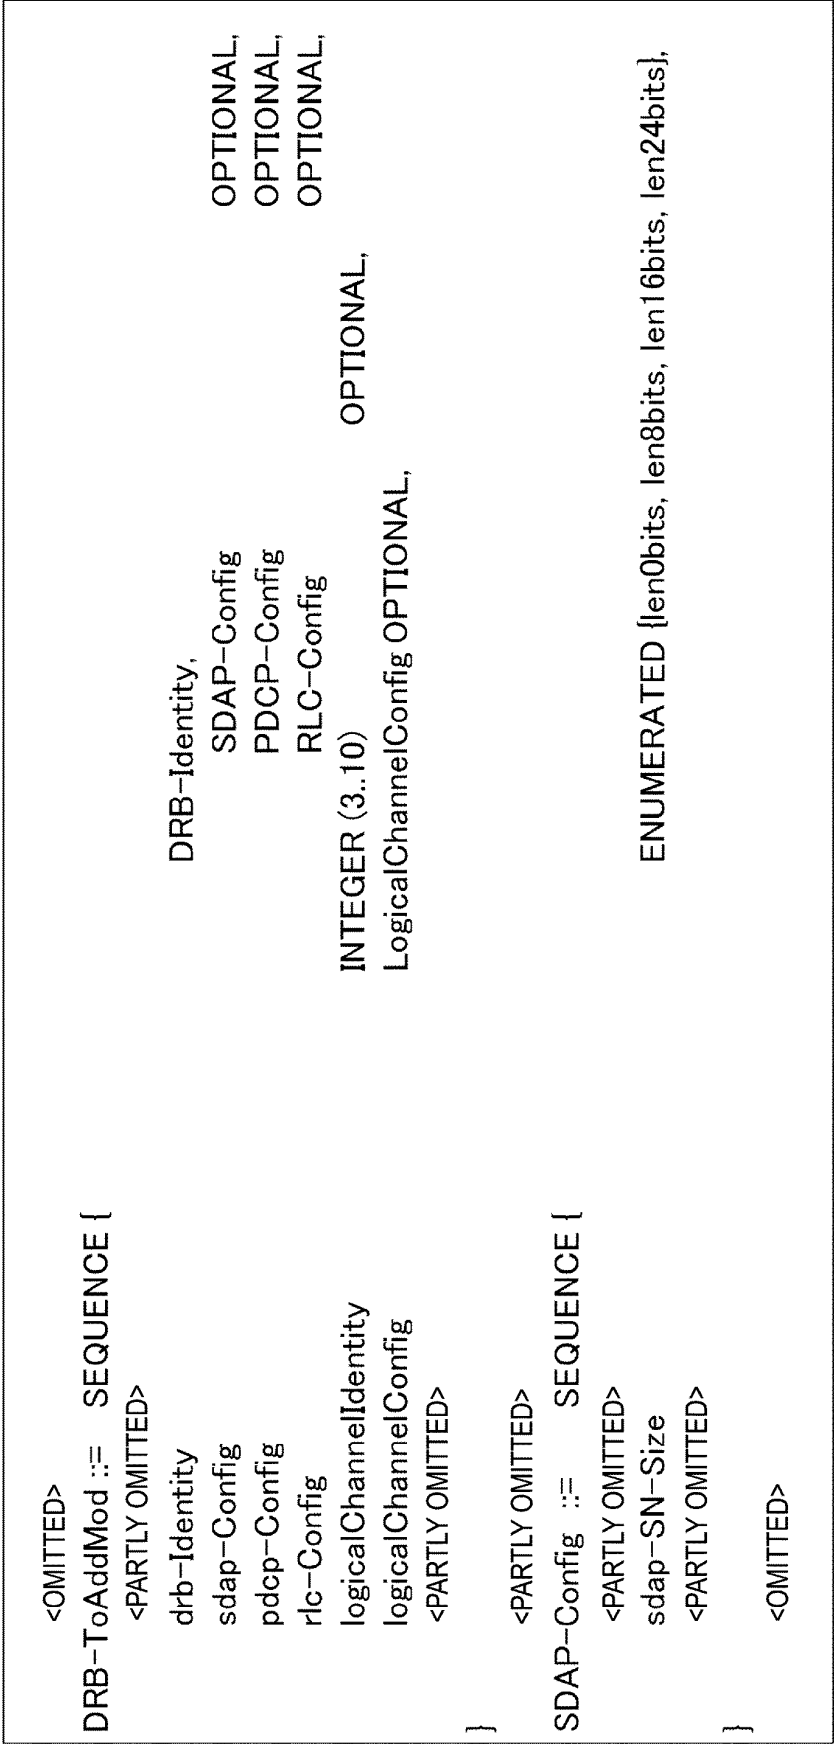 <OMITTED>
DRB-ToAddMod ::= SEQUENCE {
<PARTLY OMITTED>
drb-Identity DRB-Identity,
sdap-Config SDAP-Config OPTIONAL,
pdcp-Config PDCP-Config OPTIONAL,
rlc-Config RLC-Config OPTIONAL,
logicalChannelIdentity INTEGER (3..10) OPTIONAL,
logicalChannelConfig LogicalChannelConfig OPTIONAL,
<PARTLY OMITTED>
}
<PARTLY OMITTED>
SDAP-Config ::= SEQUENCE {
<PARTLY OMITTED>
sdap-SN-Size ENUMERATED {len0bits, len8bits, len16bits, len24bits},
<PARTLY OMITTED>
}
<OMITTED>